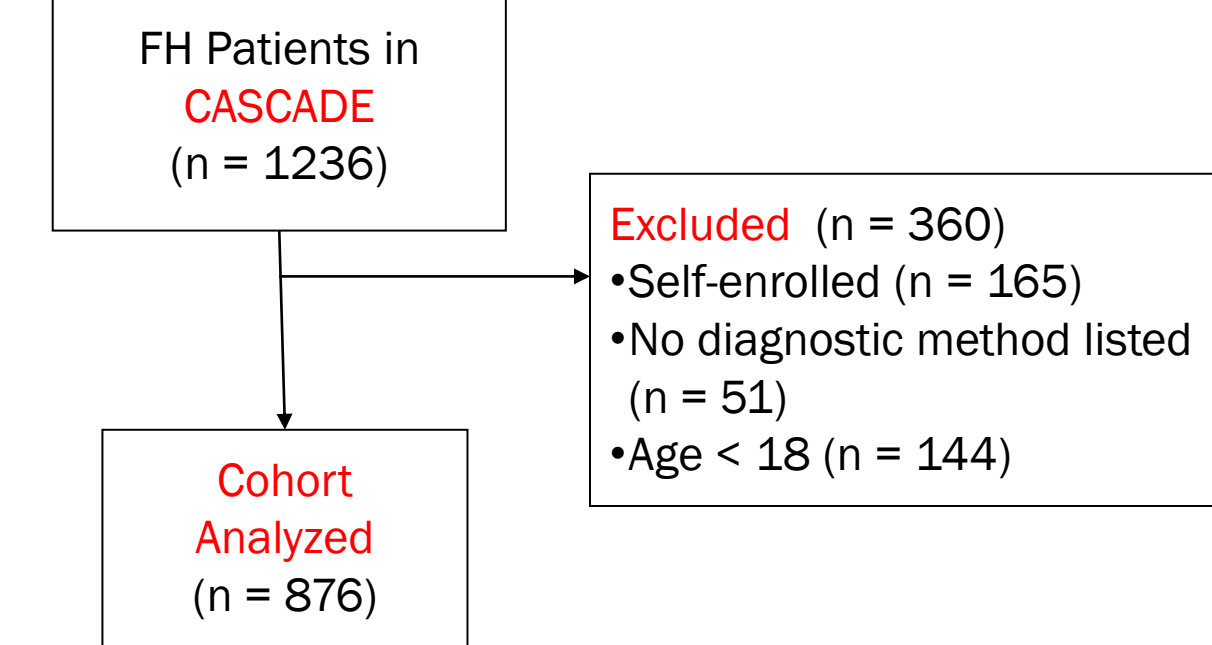 FH Patients in
CASCADE
(n = 1236)
Excluded (n = 360)
•Self-enrolled (n = 165)
•No diagnostic method listed
(n = 51)
•Age < 18 (n = 144)
Cohort
Analyzed
(n = 876)